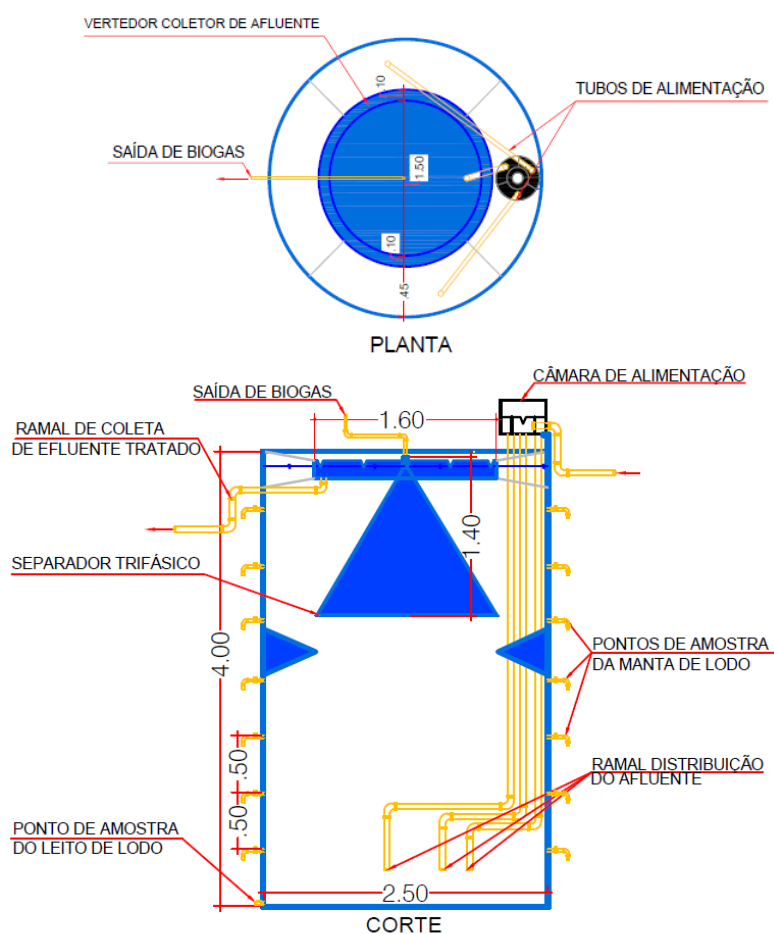 VERTEDOR COLETOR DE AFLUENTE
TUBOS DE ALIMENTAÇÃO
SAÍDA DE BIOGAS
.10
1.50
.10
.45
PLANTA
CÂMARA DE ALIMENTAÇÃO
SAÍDA DE BIOGAS
1.60
RAMAL DE COLETA
DE EFLUENTE TRATADO
1.40
SEPARADOR TRIFÁSICO
4.00
PONTOS DE AMOSTRA
DA MANTA DE LODO
.50
.50
RAMAL DISTRIBUIÇÃO
DO AFLUENTE
PONTO DE AMOSTRA
DO LEITO DE LODO
2.50
CORTE